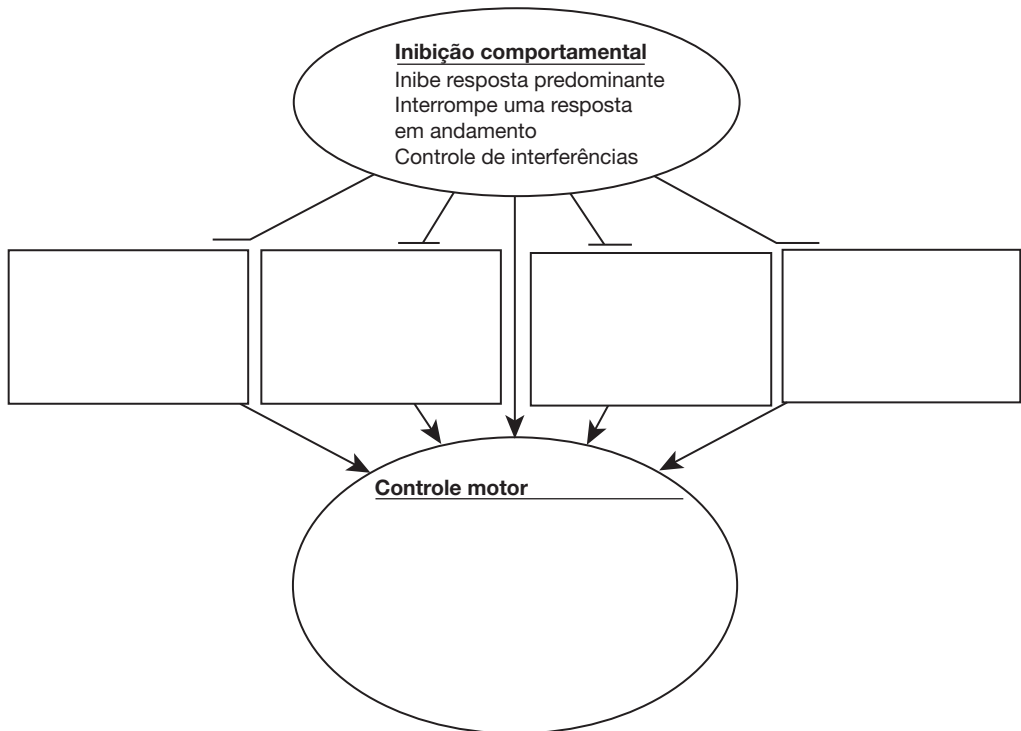 Inibição comportamental
Inibe resposta predominante
Interrompe uma resposta
em andamento
Controle de interferências
Controle motor